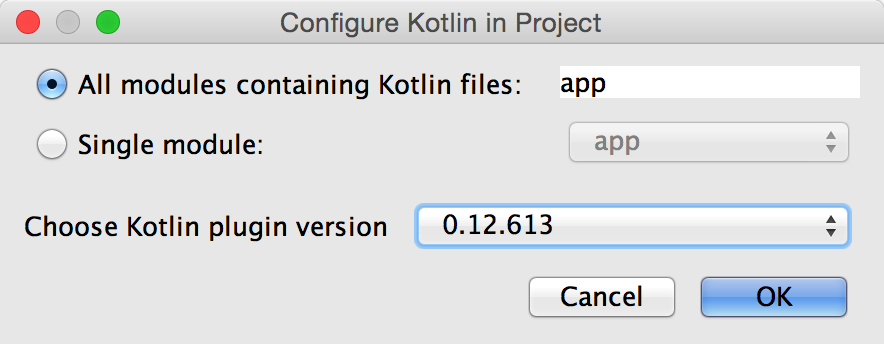 Configure Kotlin in Project
All modules containing Kotlin files: app
Single module: app
Choose Kotlin plugin version 0.12.613
Cancel OK